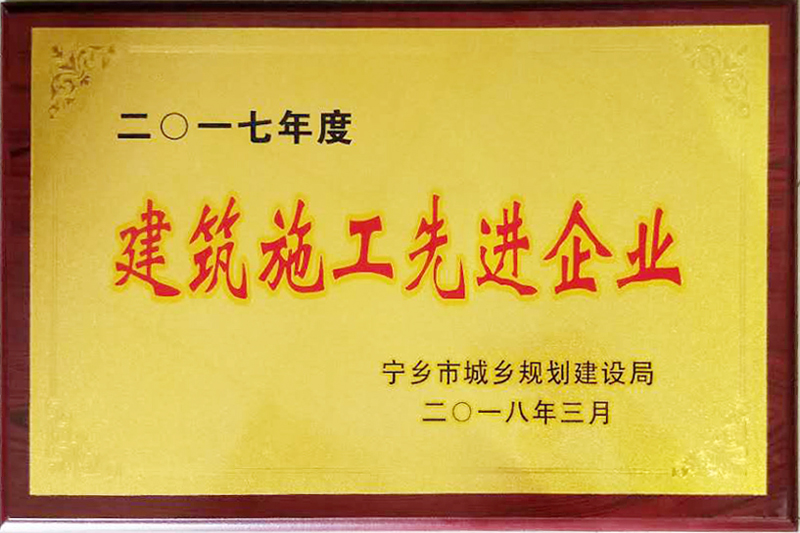 二〇一七年度
建筑施工先进企业
宁乡市城乡规划建设局
二〇一八年三月